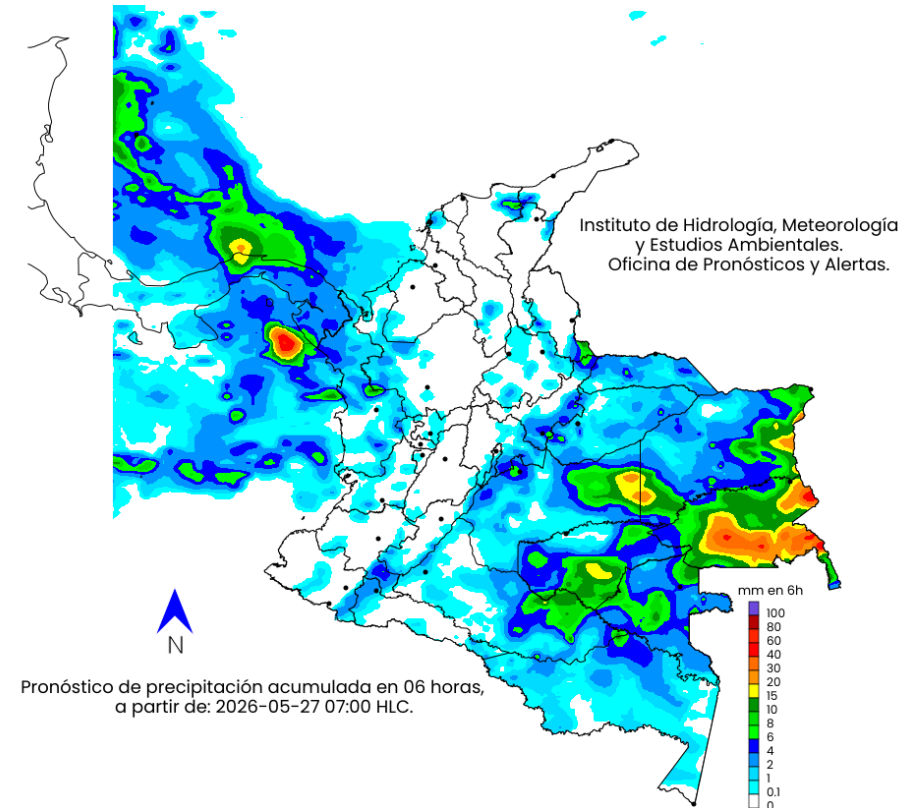 Instituto de Hidrología, Meteorología
y Estudios Ambientales.
Oficina de Pronósticos y Alertas.
N
Pronóstico de precipitación acumulada en 06 horas,
a partir de: 2026-05-27 07:00 HLC.
mm en 6h
100
80
60
40
30
20
15
10
8
6
4
2
1
0.1
0